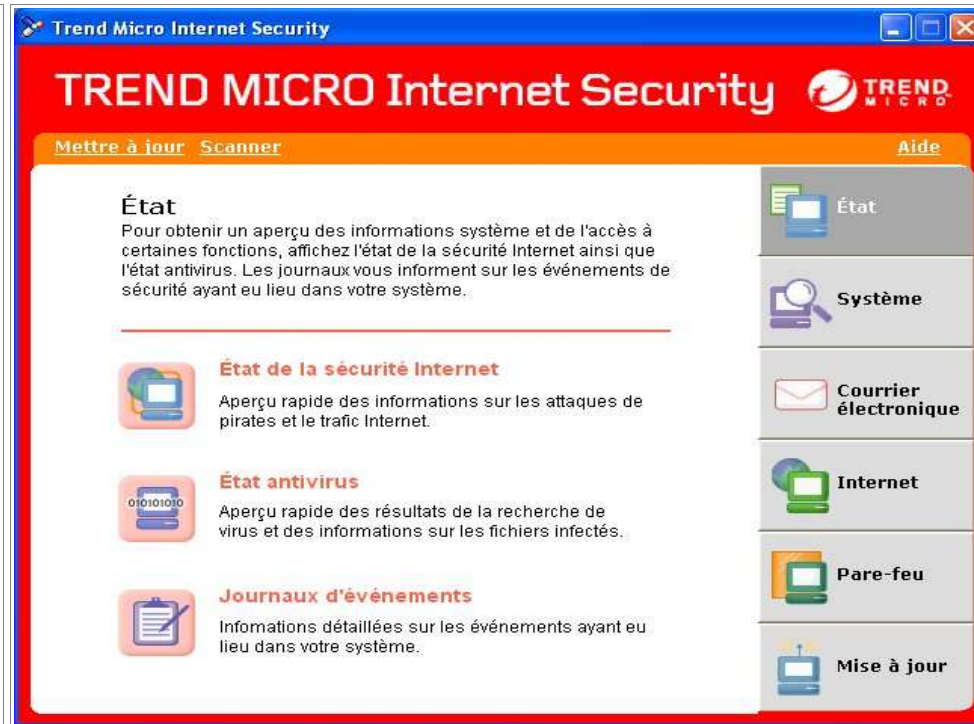 Trend Micro Internet Security
TREND MICRO Internet Security
TREND
MICRO
Mettre à jour Scanner Aide
État
Pour obtenir un aperçu des informations système et de l'accès à
certaines fonctions, affichez l'état de la sécurité Internet ainsi que
l'état antivirus. Les journaux vous informent sur les événements de
sécurité ayant eu lieu dans votre système.
État de la sécurité Internet
Aperçu rapide des informations sur les attaques de
pirates et le trafic Internet.
010101010
État antivirus
Aperçu rapide des résultats de la recherche de
virus et des informations sur les fichiers infectés.
Journaux d'événements
Infomations détaillées sur les événements ayant eu
lieu dans votre système.
État
Système
Courrier
électronique
Internet
Pare-feu
Mise à jour